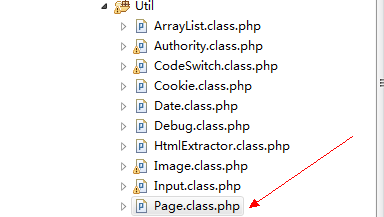 Util
ArrayList.class.php
Authority.class.php
CodeSwitch.class.php
Cookie.class.php
Date.class.php
Debug.class.php
HtmlExtractor.class.php
Image.class.php
Input.class.php
Page.class.php